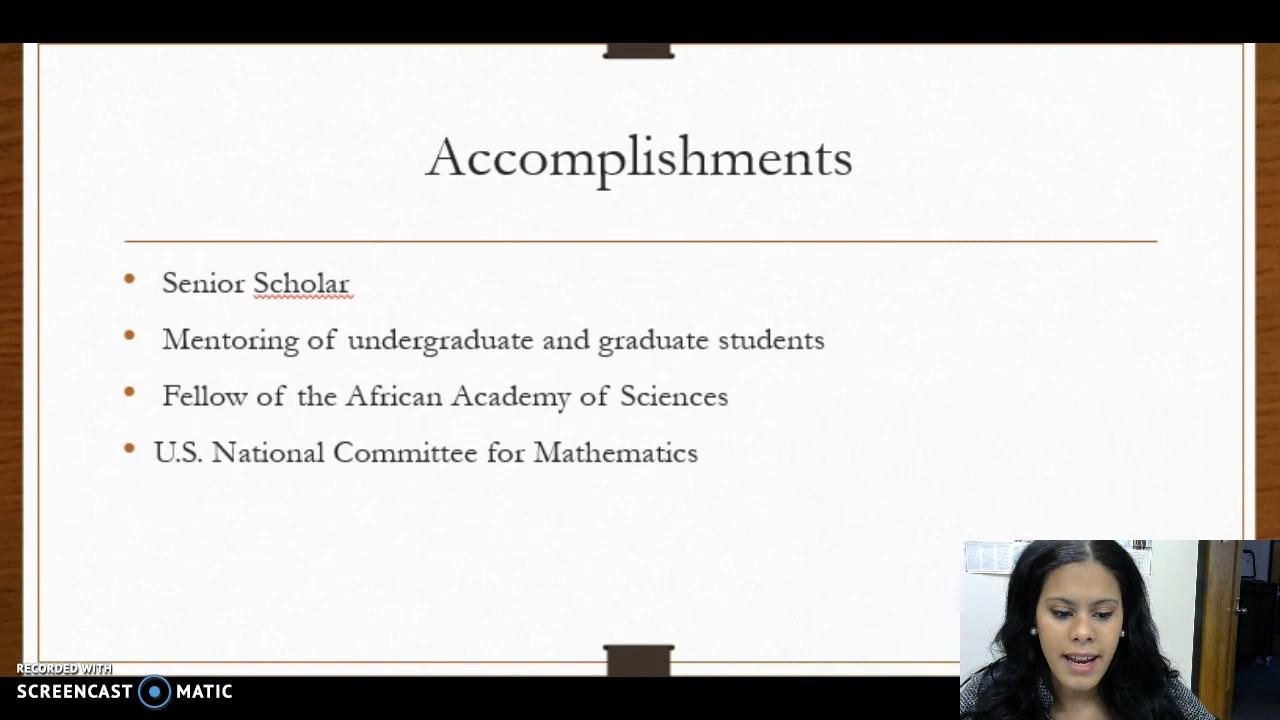 Accomplishments
Senior Scholar
Mentoring of undergraduate and graduate students
Fellow of the African Academy of Sciences
U.S. National Committee for Mathematics
RECORDED WITH
SCREENCAST MATIC